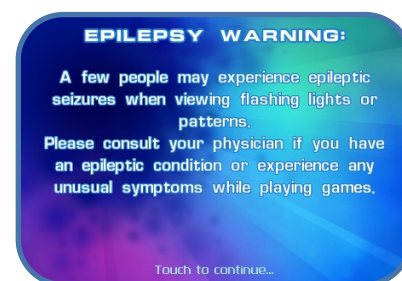 EPILEPSY WARNING:
A few people may experience epileptic
seizures when viewing flashing lights or
patterns.
Please consult your physician if you have
an epileptic condition or experience any
unusual symptoms while playing games.
Touch to continue...